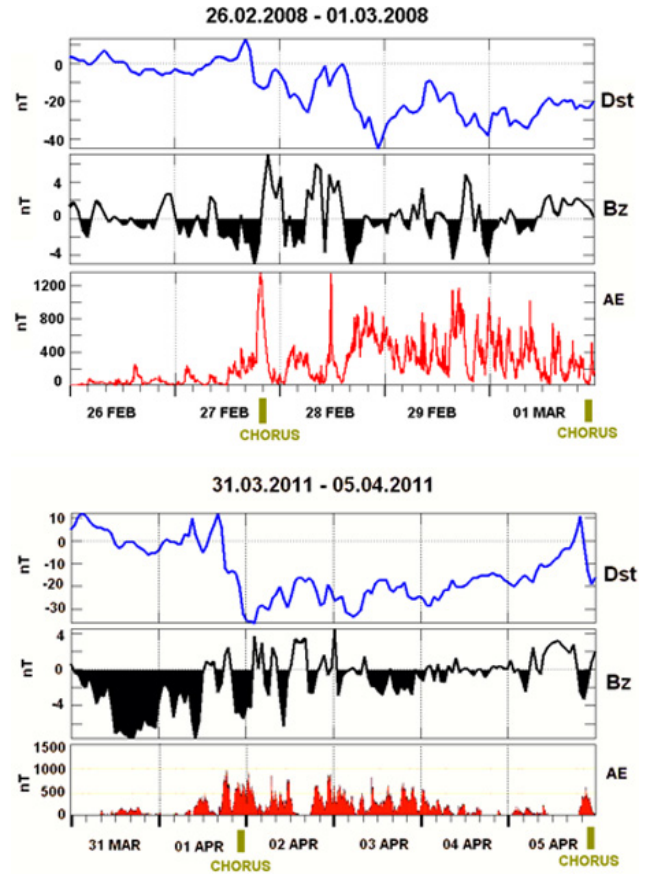 26.02.2008 - 01.03.2008
0
-20
-40
nT
Dst
4
0
-4
nT
Bz
1200
800
400
0
nT
AE
26 FEB 27 FEB 28 FEB 29 FEB 01 MAR
CHORUS CHORUS
31.03.2011 - 05.04.2011
10
0
-10
-20
-30
nT
Dst
4
0
-4
nT
Bz
1500
1000
500
0
nT
AE
31 MAR 01 APR 02 APR 03 APR 04 APR 05 APR
CHORUS CHORUS